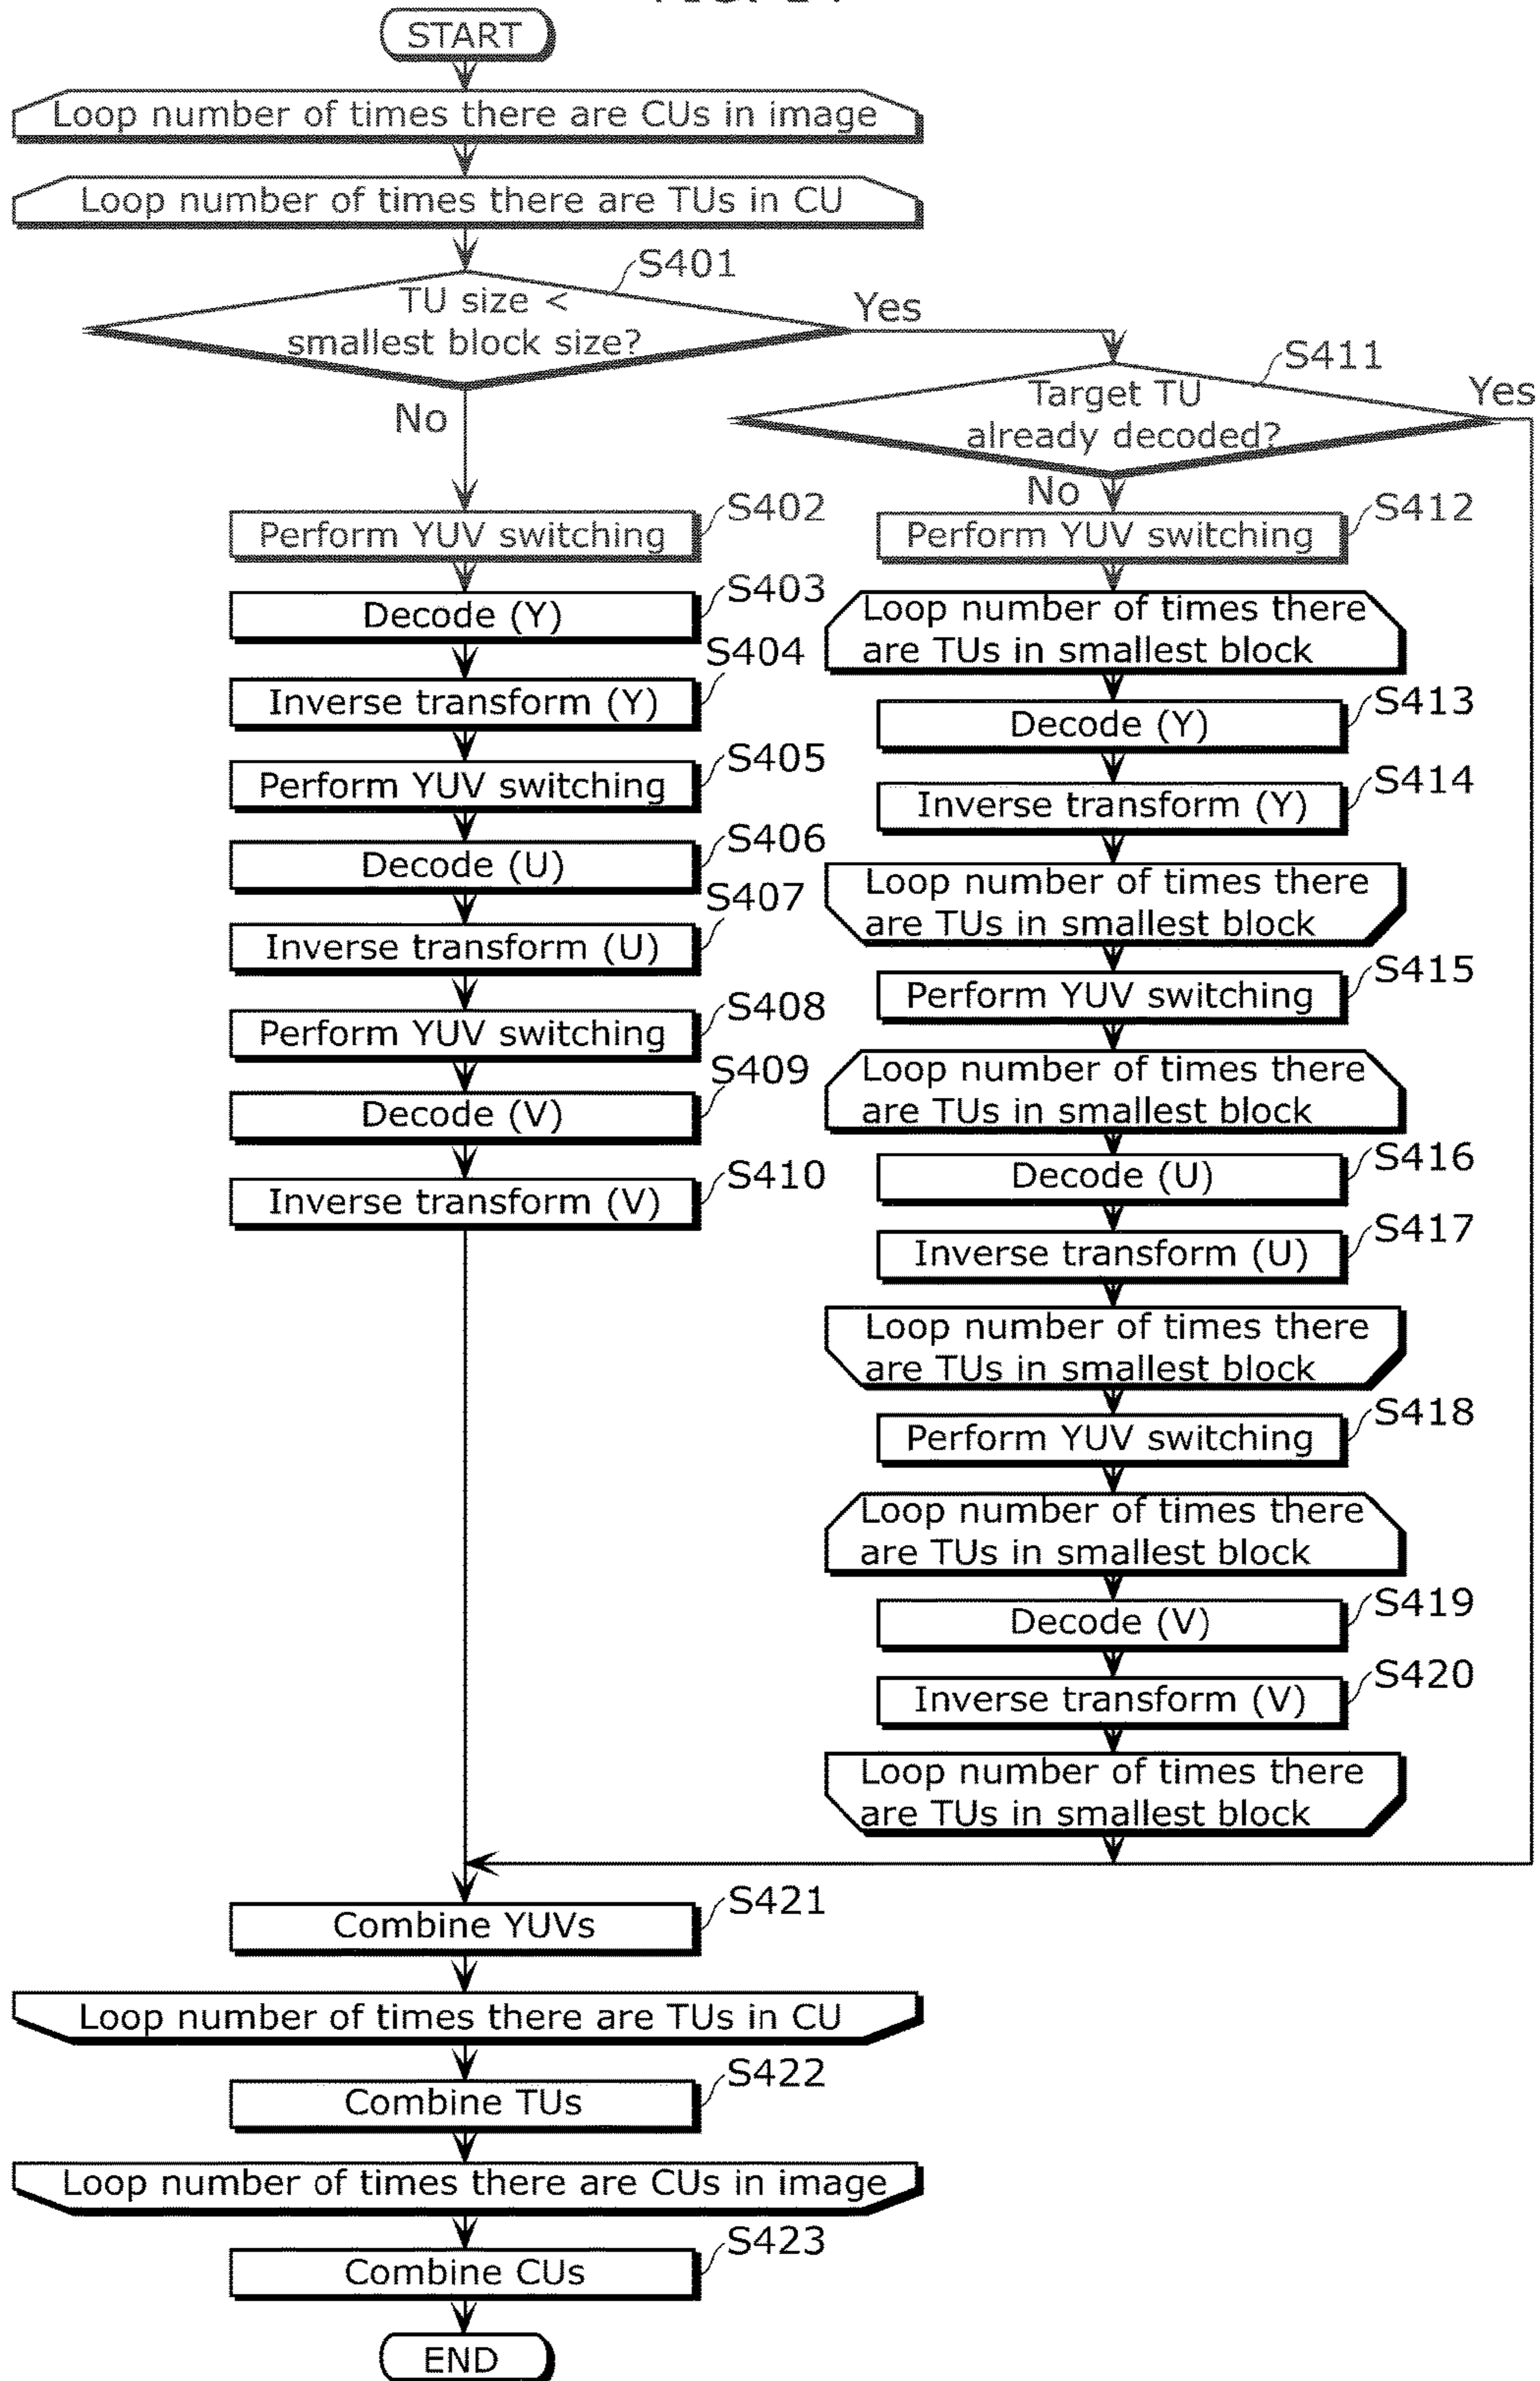 START
Loop number of times there are CUs in image
Loop number of times there are TUs in CU
S401
TU size <
smallest block size?
Yes
No
S411
Target TU
already decoded?
Yes
No
S402
Perform YUV switching
S403
Decode (Y)
S404
Inverse transform (Y)
S405
Perform YUV switching
S406
Decode (U)
S407
Inverse transform (U)
S408
Perform YUV switching
S409
Decode (V)
S410
Inverse transform (V)
S412
Perform YUV switching
Loop number of times there
are TUs in smallest block
S413
Decode (Y)
S414
Inverse transform (Y)
Loop number of times there
are TUs in smallest block
S415
Perform YUV switching
Loop number of times there
are TUs in smallest block
S416
Decode (U)
S417
Inverse transform (U)
Loop number of times there
are TUs in smallest block
S418
Perform YUV switching
Loop number of times there
are TUs in smallest block
S419
Decode (V)
S420
Inverse transform (V)
Loop number of times there
are TUs in smallest block
S421
Combine YUVs
Loop number of times there are TUs in CU
S422
Combine TUs
Loop number of times there are CUs in image
S423
Combine CUs
END